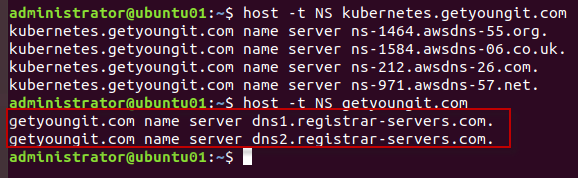 administrator@ubuntu01:~$ host -t NS kubernetes.getyoungit.com
kubernetes.getyoungit.com name server ns-1464.awsdns-55.org.
kubernetes.getyoungit.com name server ns-1584.awsdns-06.co.uk.
kubernetes.getyoungit.com name server ns-212.awsdns-26.com.
kubernetes.getyoungit.com name server ns-971.awsdns-57.net.
administrator@ubuntu01:~$ host -t NS getyoungit.com
getyoungit.com name server dns1.registrar-servers.com.
getyoungit.com name server dns2.registrar-servers.com.
administrator@ubuntu01:~$